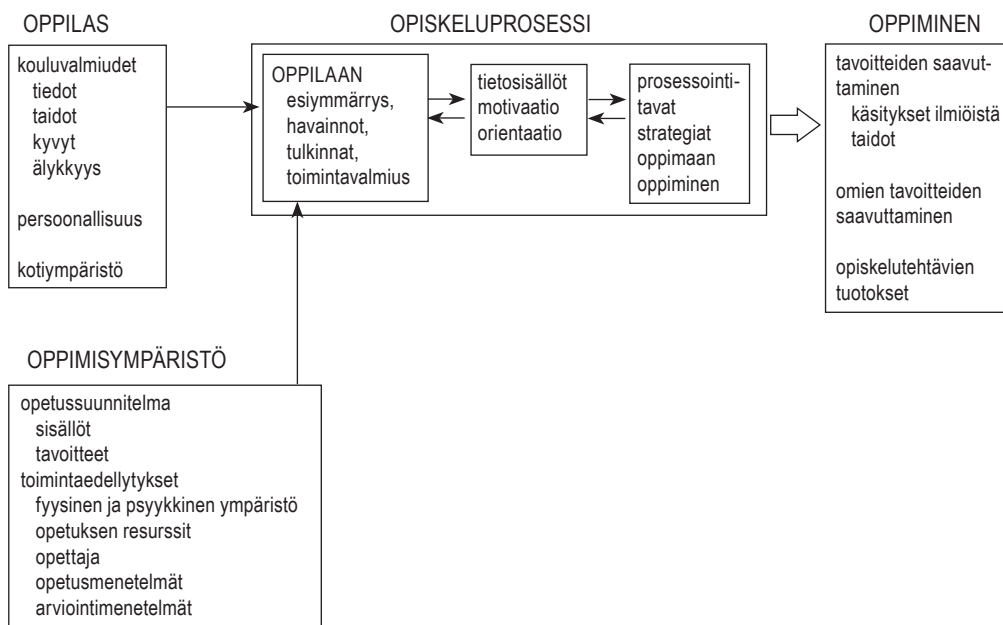 OPPILAS
kouluvalmiudet
tiedot
taidot
kyvyt
älykkyys
persoonallisuus
kotiympäristö
OPISKELUPROSESSI
OPPILAAN
esiymmärrys,
havainnot,
tulkinnat,
toimintavalmius
tietosisällöt
motivaatio
orientaatio
prosessointi-
tavat
strategiat
oppimaan
oppiminen
OPPIMINEN
tavoitteiden saavut-
taminen
käsitykset ilmiöistä
taidot
omien tavoitteiden
saavuttaminen
opiskelutehtävien
tuotokset
OPPIMISYMPÄRISTÖ
opetussuunnitelma
sisällöt
tavoitteet
toimintaedellytykset
fyysinen ja psyykkinen ympäristö
opetuksen resurssit
opettaja
opetusmenetelmät
arviointimenetelmät